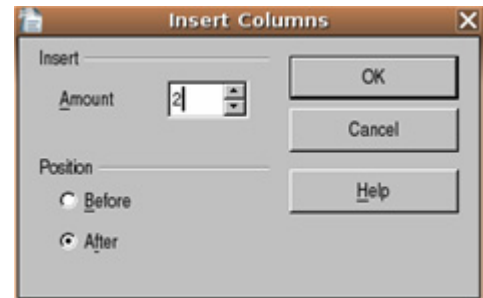 Insert Columns
Insert
Amount 2
OK
Cancel
Position
Before
After
Help